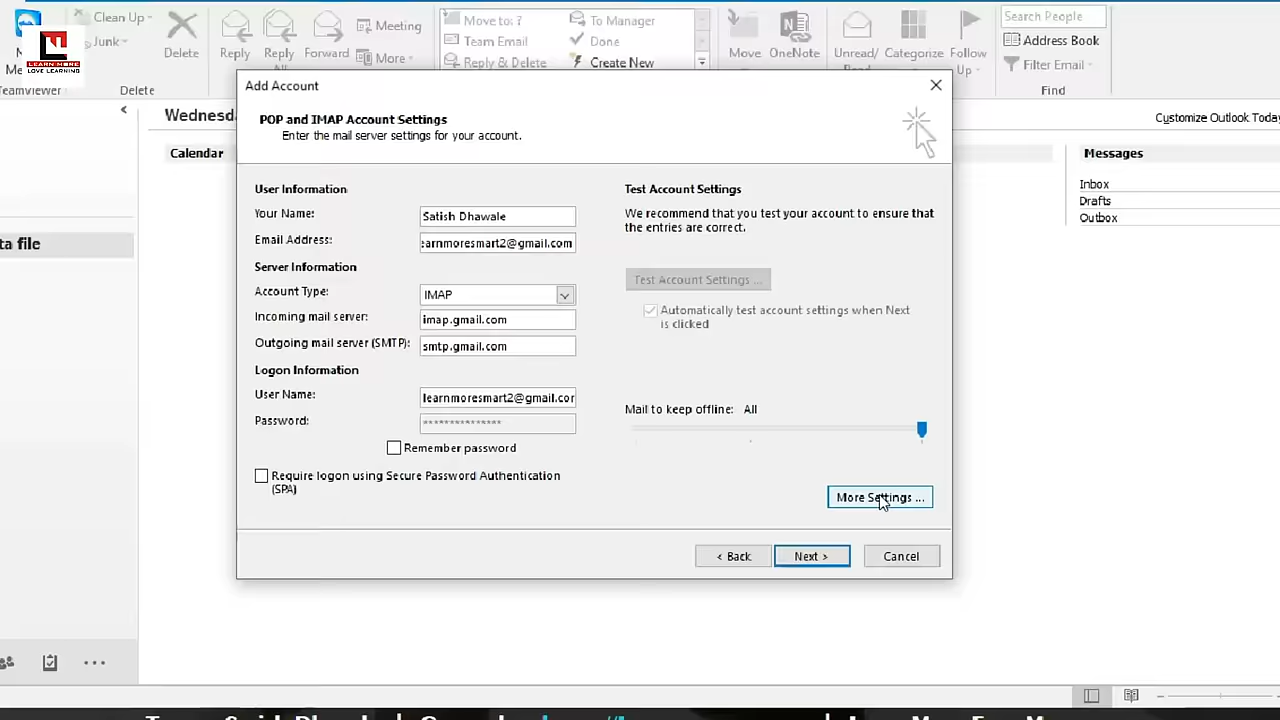 Clean Up
Junk
Delete
Reply
Reply
All
Forward
Meeting
More
Move to: ?
Team Email
Reply & Delete
To Manager
Done
Create New
Move
OneNote
Unread/
Categorize
Follow
Up
Search People
Address Book
Filter Email
LEARN MORE
LOVE LEARNING
Delete
Find
Customize Outlook Today
Calendar
Messages
Inbox
Drafts
Outbox
Add Account
POP and IMAP Account Settings
Enter the mail server settings for your account.
User Information
Your Name: Satish Dhawale
Email Address: earnmoresmart2@gmail.com
Server Information
Account Type: IMAP
Incoming mail server: imap.gmail.com
Outgoing mail server (SMTP): smtp.gmail.com
Logon Information
User Name: learnmoresmart2@gmail.cor
Password: ***************
Remember password
Require logon using Secure Password Authentication
(SPA)
Test Account Settings
We recommend that you test your account to ensure that
the entries are correct.
Test Account Settings ...
Automatically test account settings when Next
is clicked
Mail to keep offline: All
More Settings ...
< Back
Next >
Cancel